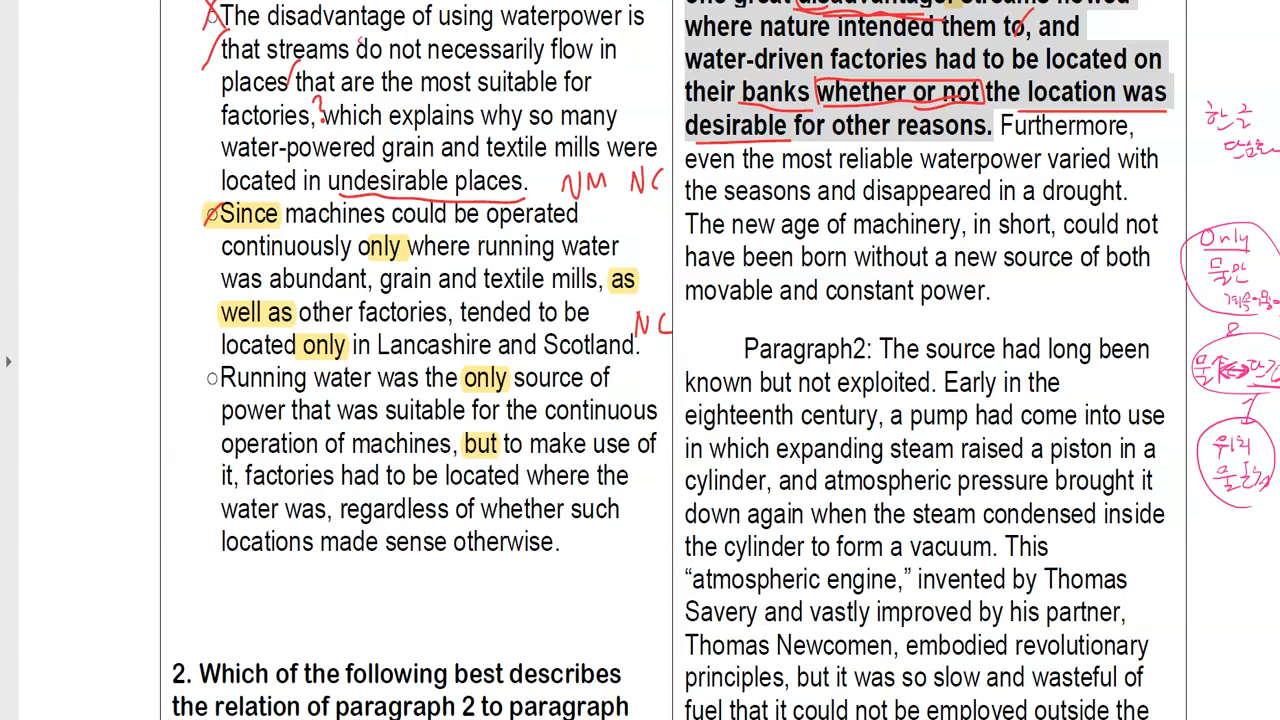 The disadvantage of using waterpower is
that streams do not necessarily flow in
places that are the most suitable for
factories, which explains why so many
water-powered grain and textile mills were
located in undesirable places. NM NC
Since machines could be operated
continuously only where running water
was abundant, grain and textile mills, as
well as other factories, tended to be
located only in Lancashire and Scotland. NC
Running water was the only source of
power that was suitable for the continuous
operation of machines, but to make use of
it, factories had to be located where the
water was, regardless of whether such
locations made sense otherwise.
2. Which of the following best describes
the relation of paragraph 2 to paragraph
one great disadvantage: streams flowed
where nature intended them to, and
water-driven factories had to be located on
their banks whether or not the location was
desirable for other reasons. Furthermore,
even the most reliable waterpower varied with
the seasons and disappeared in a drought.
The new age of machinery, in short, could not
have been born without a new source of both
movable and constant power.
Paragraph2: The source had long been
known but not exploited. Early in the
eighteenth century, a pump had come into use
in which expanding steam raised a piston in a
cylinder, and atmospheric pressure brought it
down again when the steam condensed inside
the cylinder to form a vacuum. This
“atmospheric engine,” invented by Thomas
Savery and vastly improved by his partner,
Thomas Newcomen, embodied revolutionary
principles, but it was so slow and wasteful of
fuel that it could not be employed outside the
한글
Only
물만